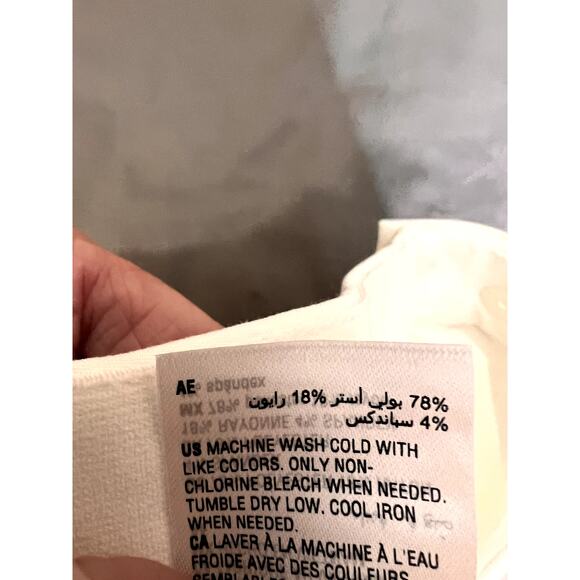 AE
78% بولي أستر 18% رايون
4% سباندكس
US MACHINE WASH COLD WITH
LIKE COLORS. ONLY NON-
CHLORINE BLEACH WHEN NEEDED.
TUMBLE DRY LOW. COOL IRON
WHEN NEEDED.
CA LAVER À LA MACHINE À L'EAU
FROIDE AVEC DES COULEURS